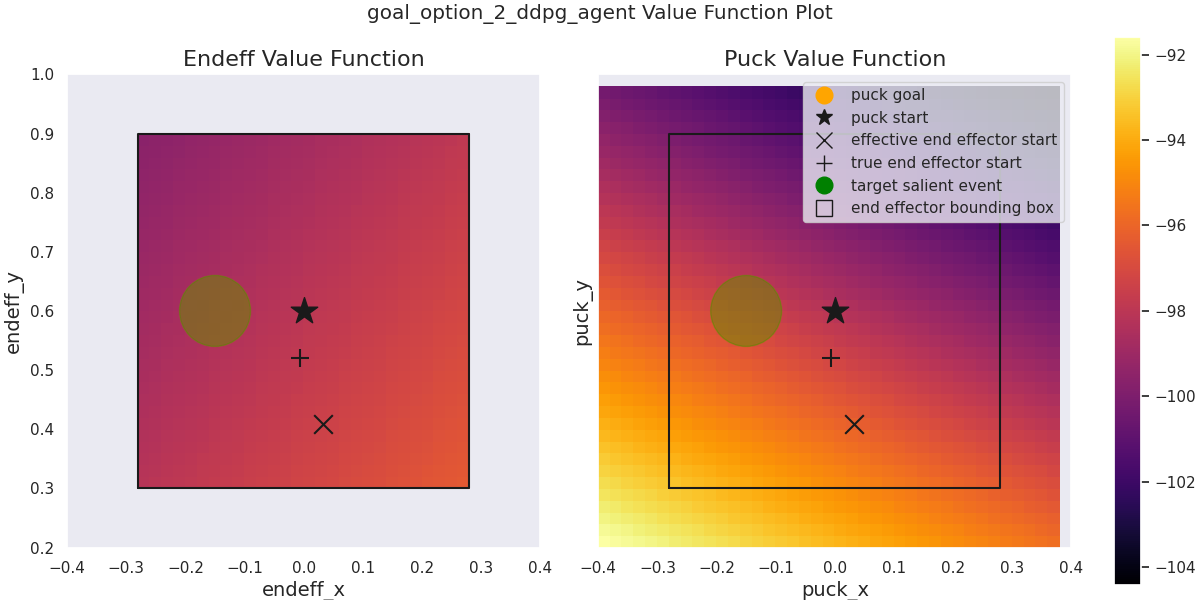 goal_option_2_ddpg_agent Value Function Plot
Endeff Value Function
1.0
0.9
0.8
0.7
0.6
0.5
0.4
0.3
0.2
endeff_y
−0.4 −0.3 −0.2 −0.1 0.0 0.1 0.2 0.3 0.4
endeff_x
Puck Value Function
puck goal
puck start
effective end effector start
true end effector start
target salient event
end effector bounding box
puck_y
−0.4 −0.3 −0.2 −0.1 0.0 0.1 0.2 0.3 0.4
puck_x
−92
−94
−96
−98
−100
−102
−104